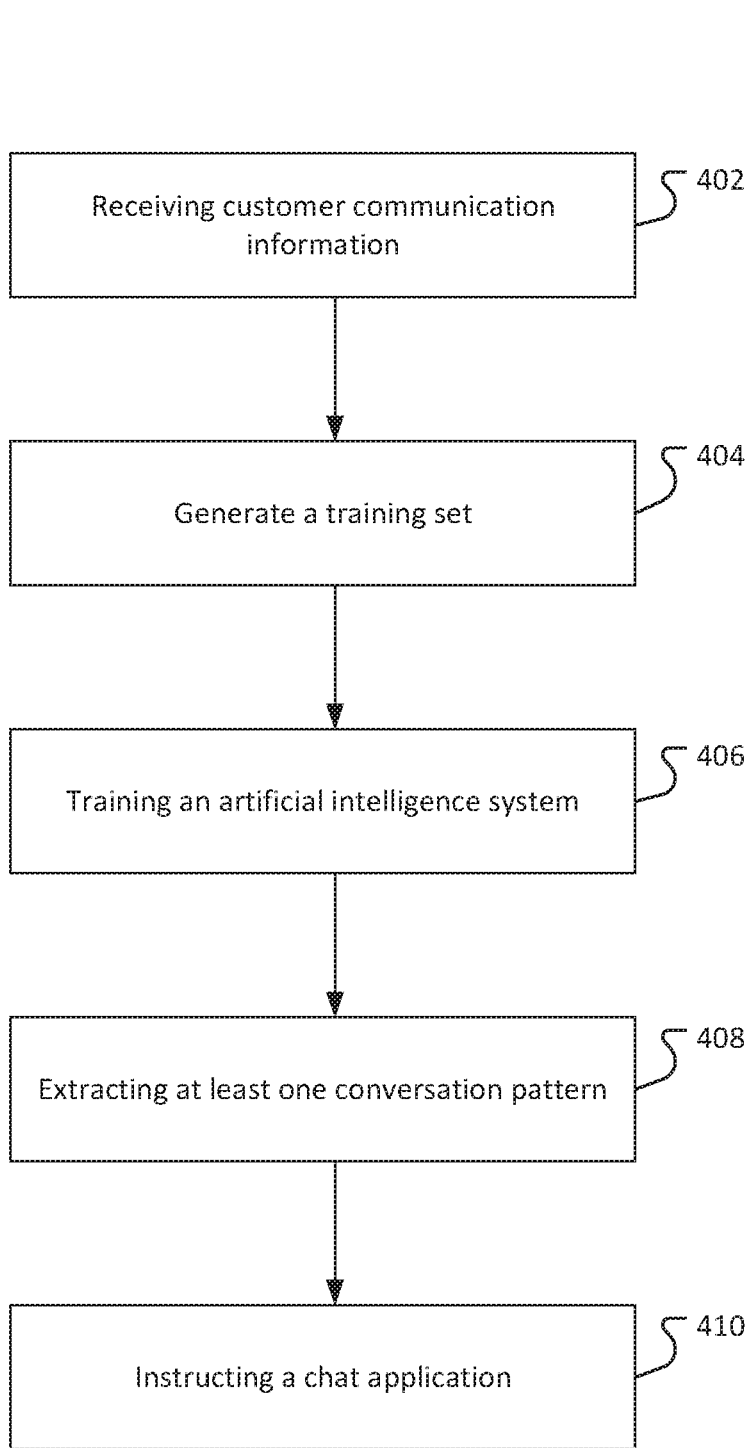 402
Receiving customer communication
information
404
Generate a training set
406
Training an artificial intelligence system
408
Extracting at least one conversation pattern
410
Instructing a chat application